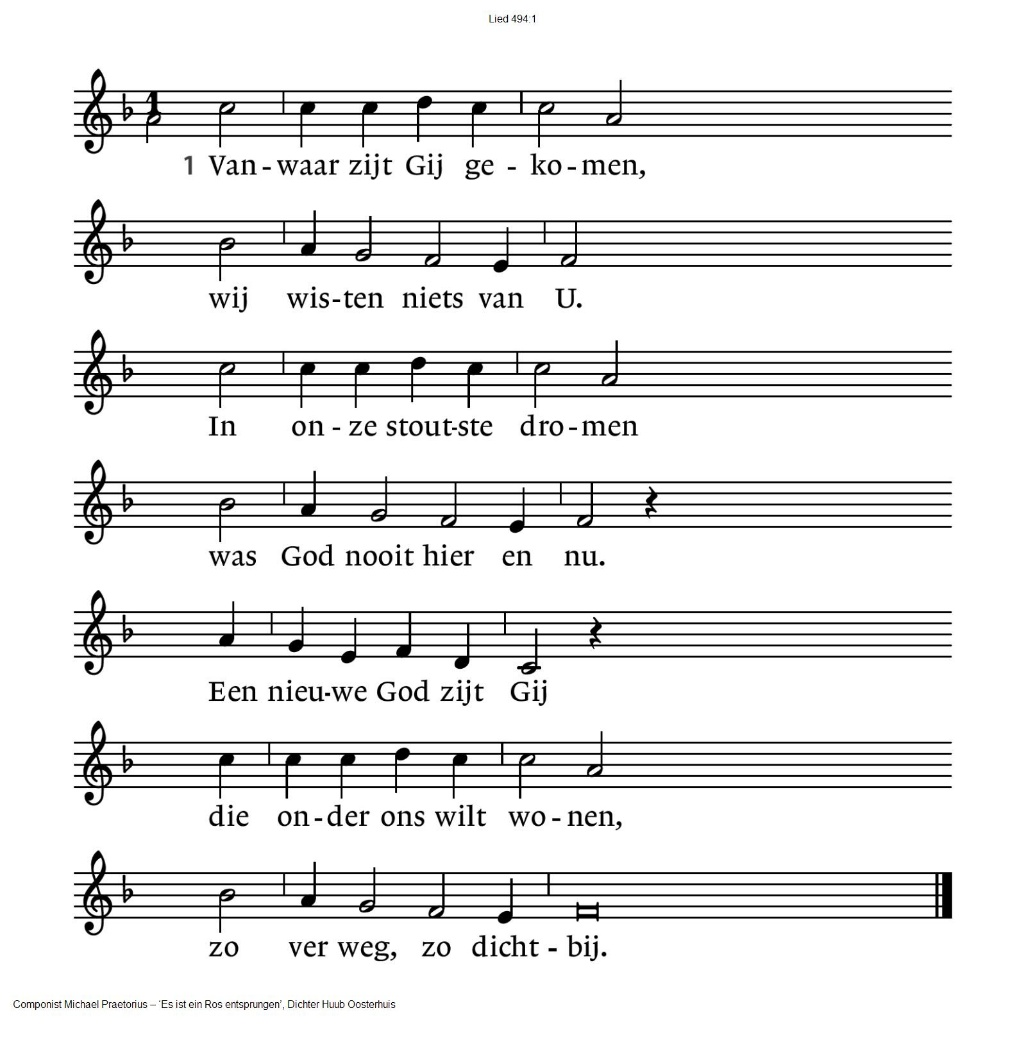 Lied 494:1
1 Van-waar zijt Gij ge - ko-men,
wij wis-ten niets van U.
In on - ze stout-ste dro-men
was God nooit hier en nu.
Een nieu-we God zijt Gij
die on-der ons wilt wo-nen,
zo ver weg, zo dicht - bij.
Componist Michael Praetorius – ‘Es ist ein Ros entsprungen’, Dichter Huub Oosterhuis